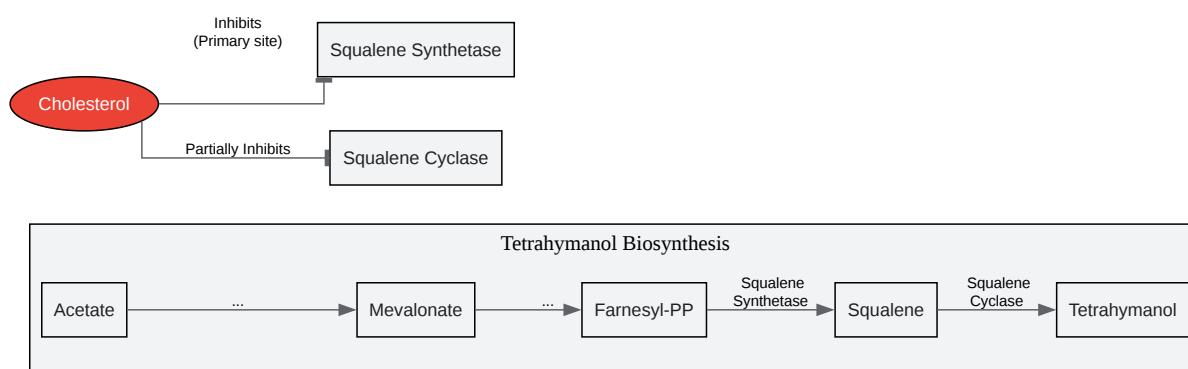 Inhibits
(Primary site)
Squalene Synthetase
Cholesterol
Partially Inhibits
Squalene Cyclase
Tetrahymanol Biosynthesis
Acetate
...
Mevalonate
...
Farnesyl-PP
Squalene
Synthetase
Squalene
Squalene
Cyclase
Tetrahymanol